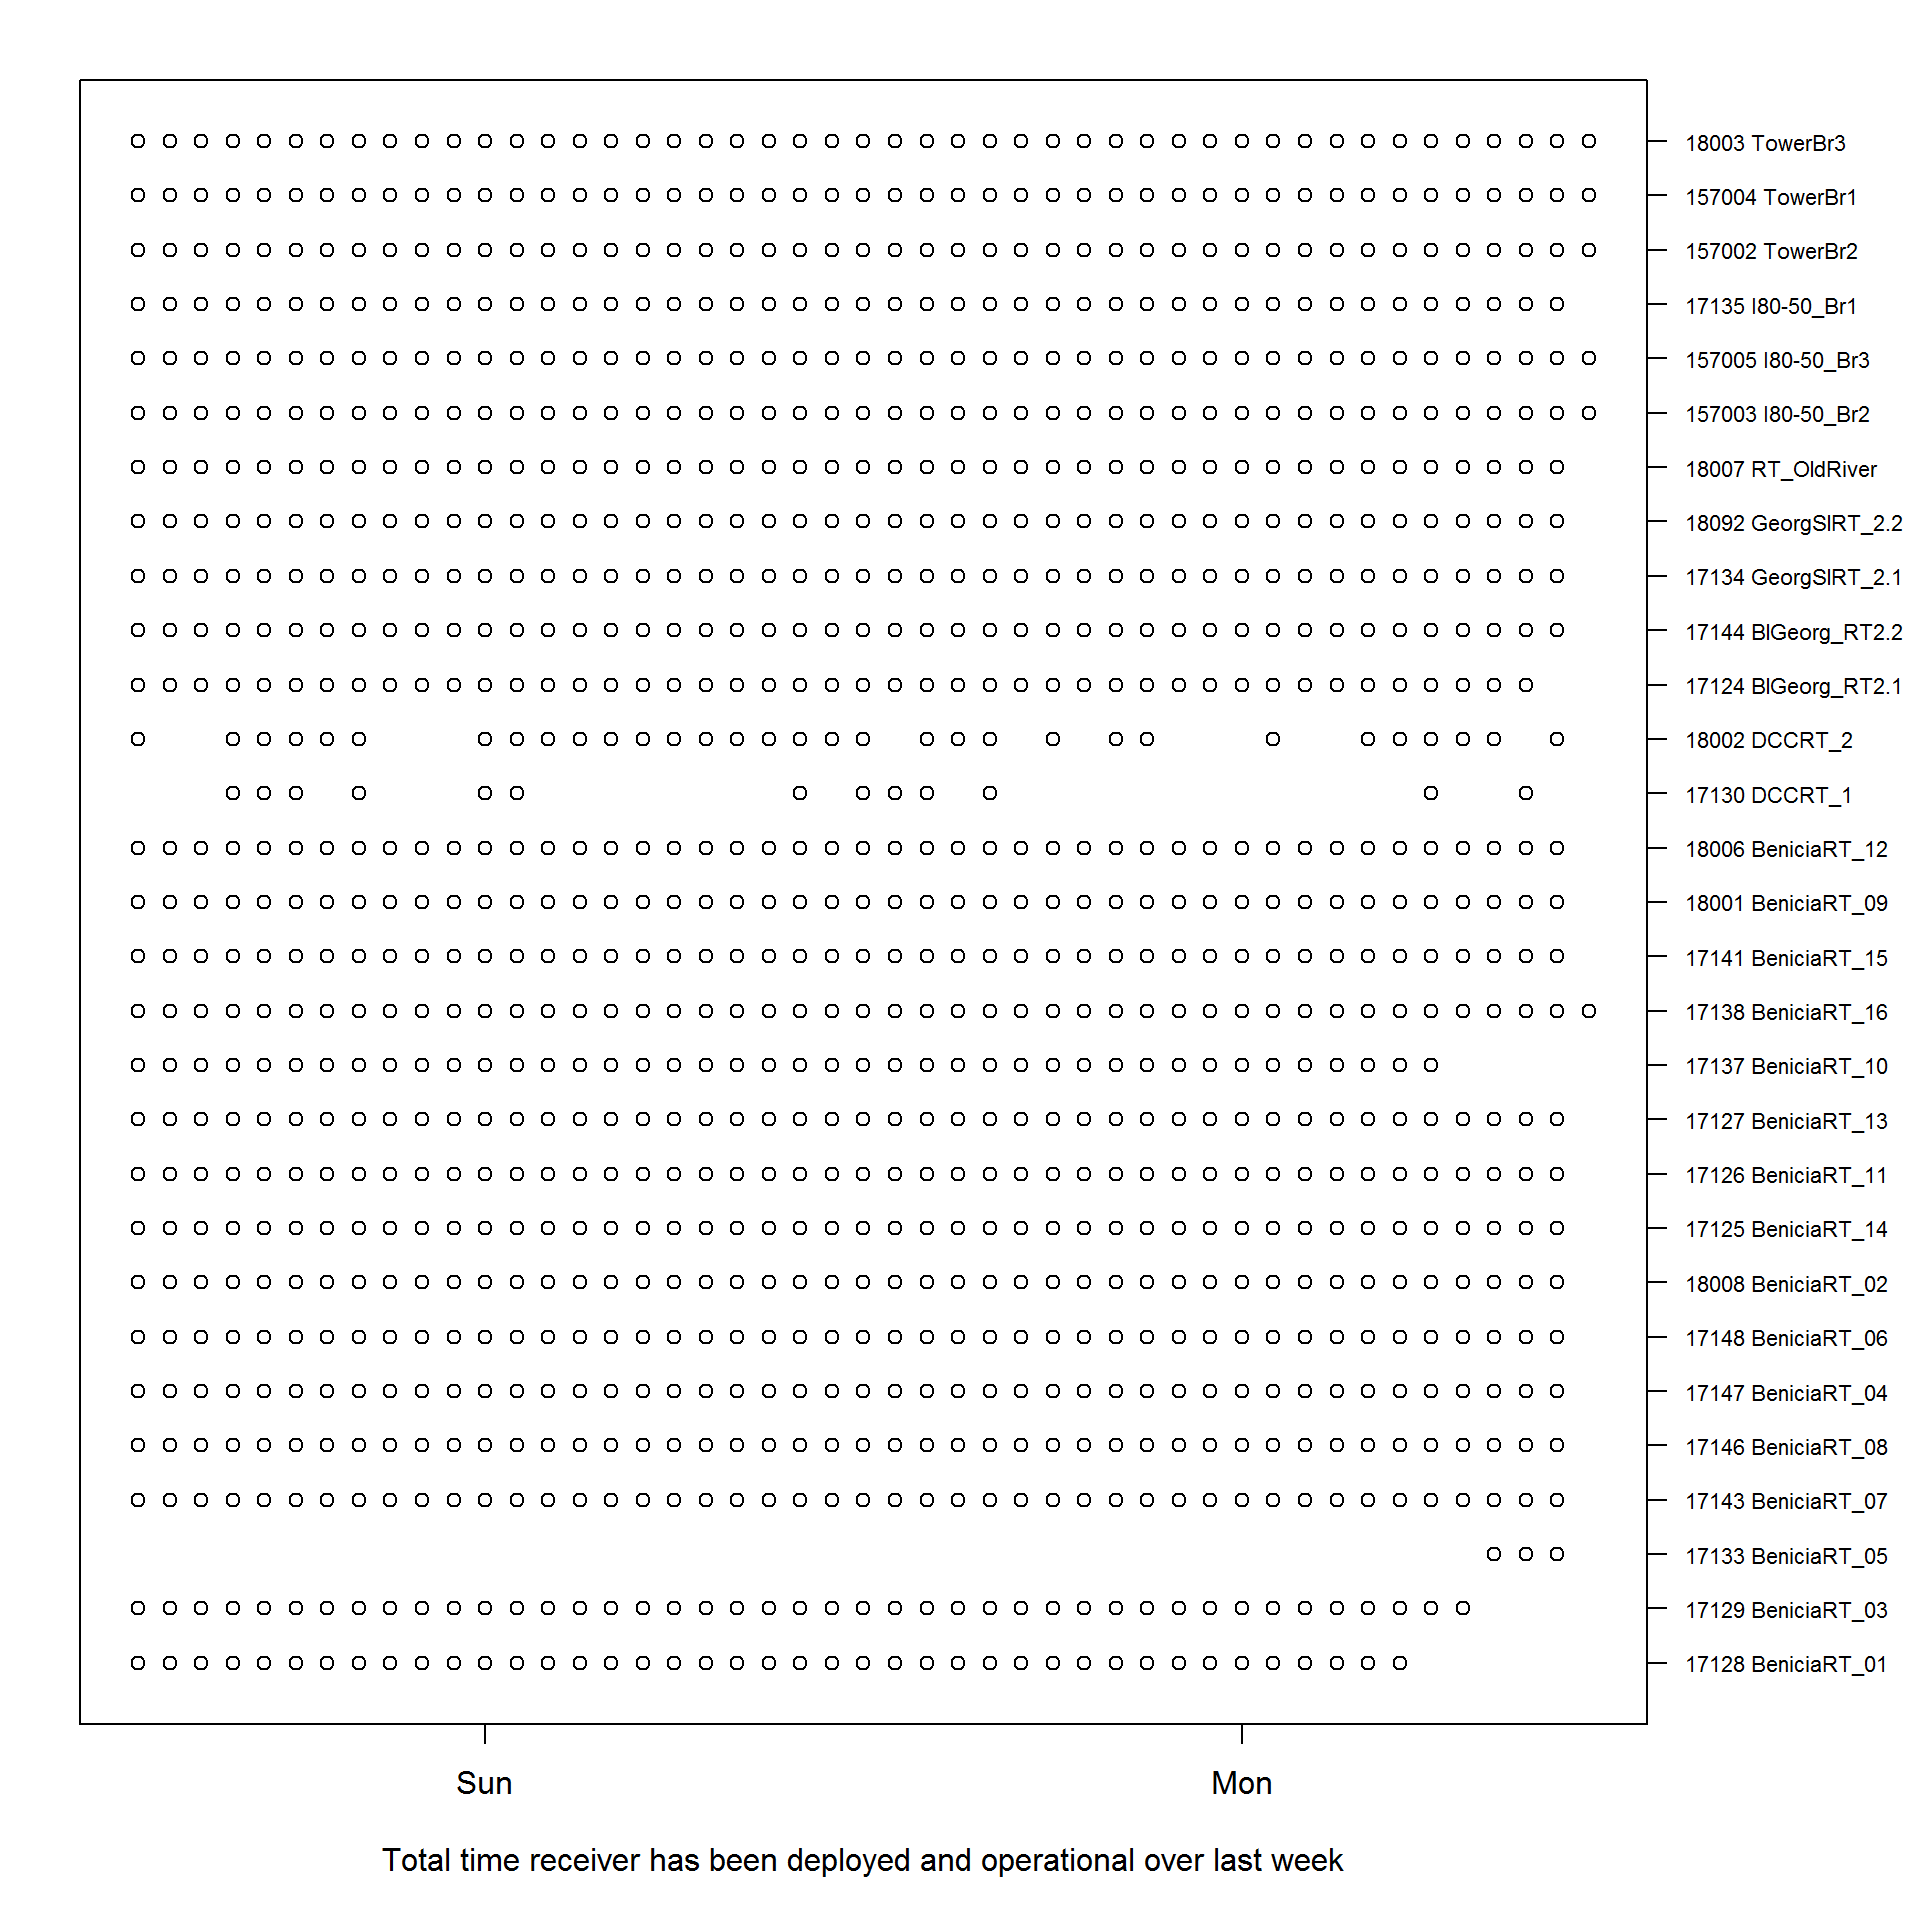 18003 TowerBr3
157004 TowerBr1
157002 TowerBr2
17135 I80-50_Br1
157005 I80-50_Br3
157003 I80-50_Br2
18007 RT_OldRiver
18092 GeorgSlRT_2.2
17134 GeorgSlRT_2.1
17144 BlGeorg_RT2.2
17124 BlGeorg_RT2.1
18002 DCCRT_2
17130 DCCRT_1
18006 BeniciaRT_12
18001 BeniciaRT_09
17141 BeniciaRT_15
17138 BeniciaRT_16
17137 BeniciaRT_10
17127 BeniciaRT_13
17126 BeniciaRT_11
17125 BeniciaRT_14
18008 BeniciaRT_02
17148 BeniciaRT_06
17147 BeniciaRT_04
17146 BeniciaRT_08
17143 BeniciaRT_07
17133 BeniciaRT_05
17129 BeniciaRT_03
17128 BeniciaRT_01
Sun Mon
Total time receiver has been deployed and operational over last week